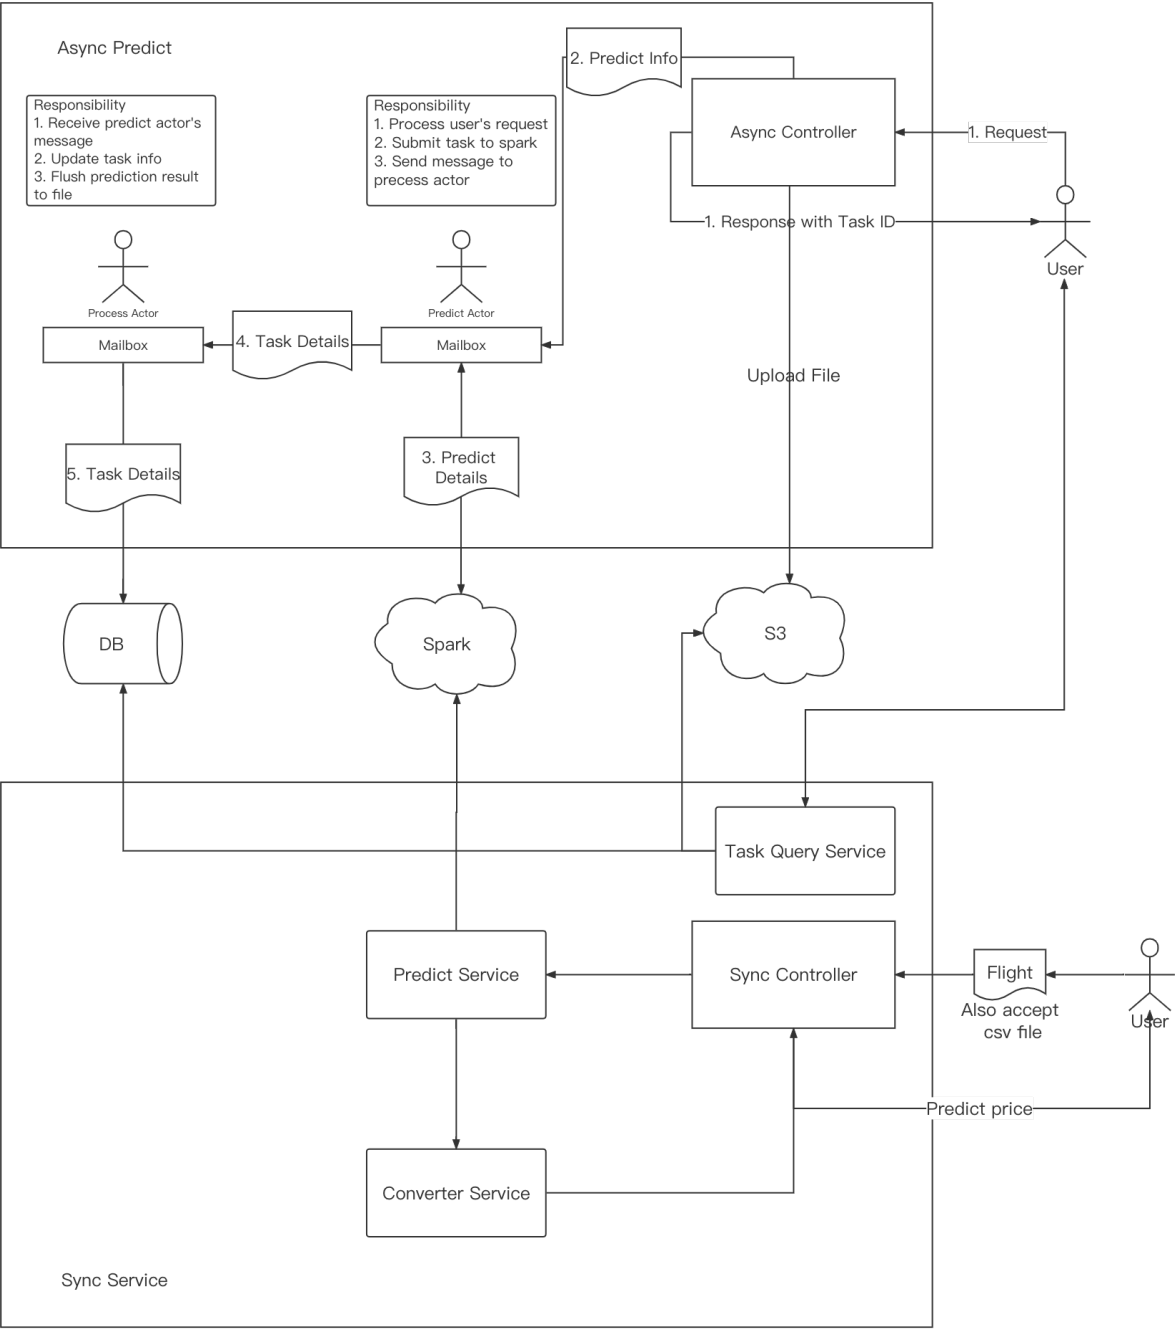 Async Predict
2. Predict Info
Responsibility
1. Receive predict actor's
message
2. Update task info
3. Flush prediction result
to file
Responsibility
1. Process user's request
2. Submit task to spark
3. Send message to
precess actor
Async Controller
1. Request
1. Response with Task ID
User
Process Actor
Predict Actor
Mailbox
4. Task Details
Mailbox
Upload File
5. Task Details
3. Predict
Details
DB
Spark
S3
Task Query Service
Predict Service
Sync Controller
Flight
Also accept
csv file
User
Predict price
Converter Service
Sync Service